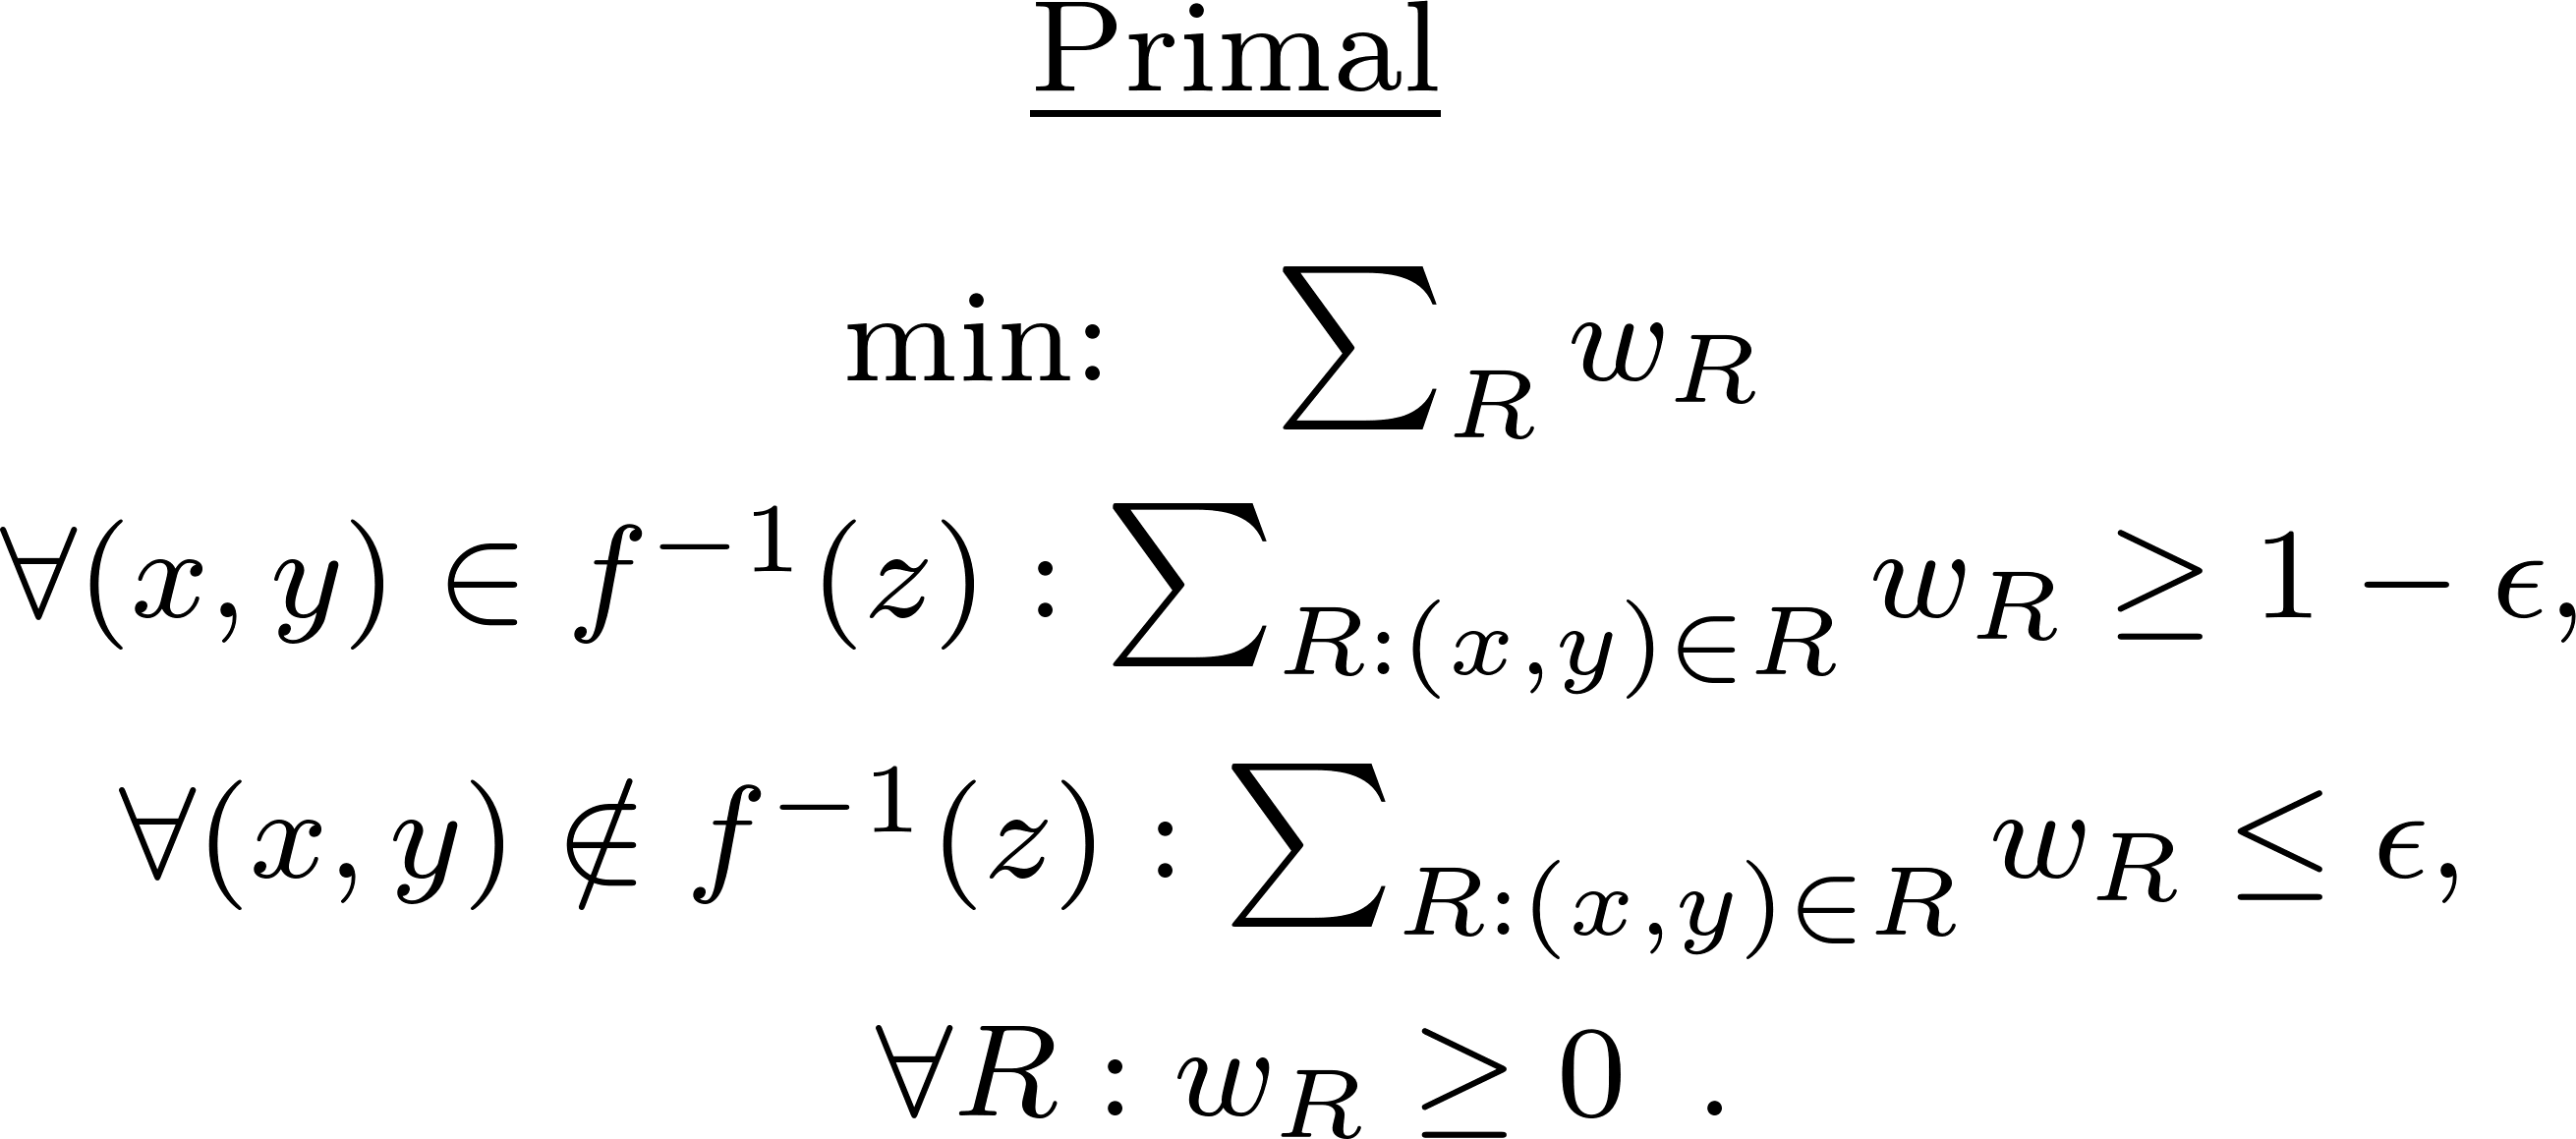 Primal
min: ∑_R w_R
∀(x, y) ∈ f⁻¹(z) : ∑_{R:(x,y)∈R} w_R ≥ 1 − ϵ,
∀(x, y) ∉ f⁻¹(z) : ∑_{R:(x,y)∈R} w_R ≤ ϵ,
∀R : w_R ≥ 0 .